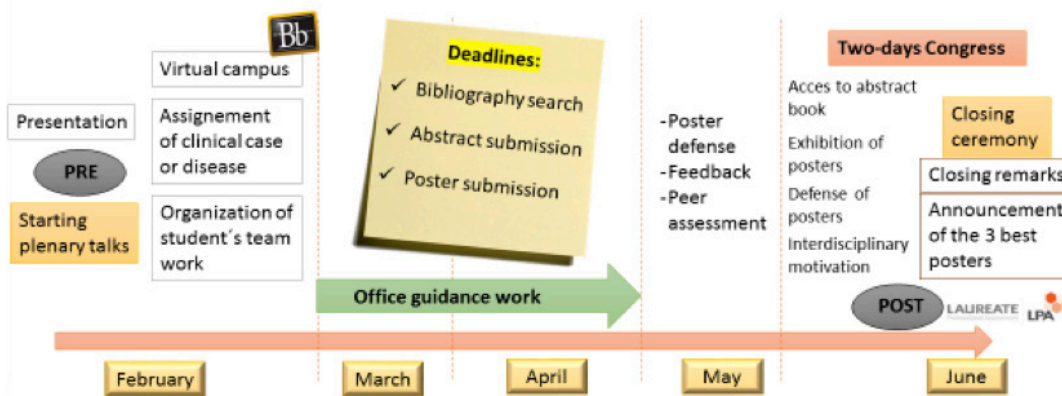 Bb
Virtual campus
Presentation
PRE
Starting
plenary talks
Assignement
of clinical case
or disease
Organization of
student´s team
work
Deadlines:
✓ Bibliography search
✓ Abstract submission
✓ Poster submission
Office guidance work
-Poster
defense
-Feedback
-Peer
assessment
Two-days Congress
Acces to abstract
book
Exhibition of
posters
Defense of
posters
Interdisciplinary
motivation
Closing
ceremony
Closing remarks
Announcement
of the 3 best
posters
POST
LAUREATE
LPA
February
March
April
May
June